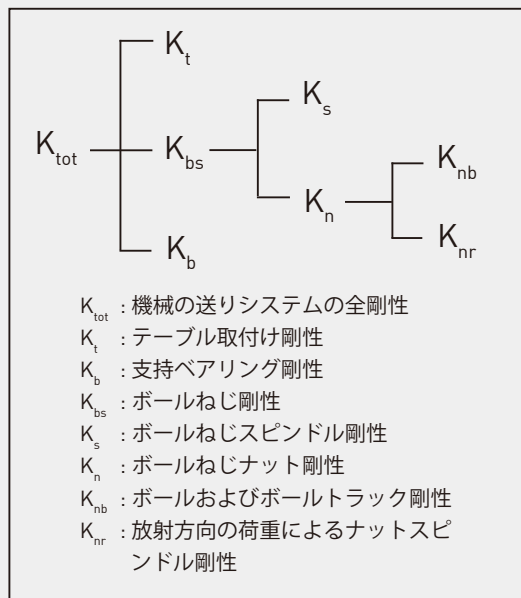 K_t
K_s
K_tot
K_bs
K_nb
K_n
K_nr
K_b
K_tot : 機械の送りシステムの全剛性
K_t : テーブル取付け剛性
K_b : 支持ベアリング剛性
K_bs : ボールねじ剛性
K_s : ボールねじスピンドル剛性
K_n : ボールねじナット剛性
K_nb : ボールおよびボールトラック剛性
K_nr : 放射方向の荷重によるナットスピ
ンドル剛性